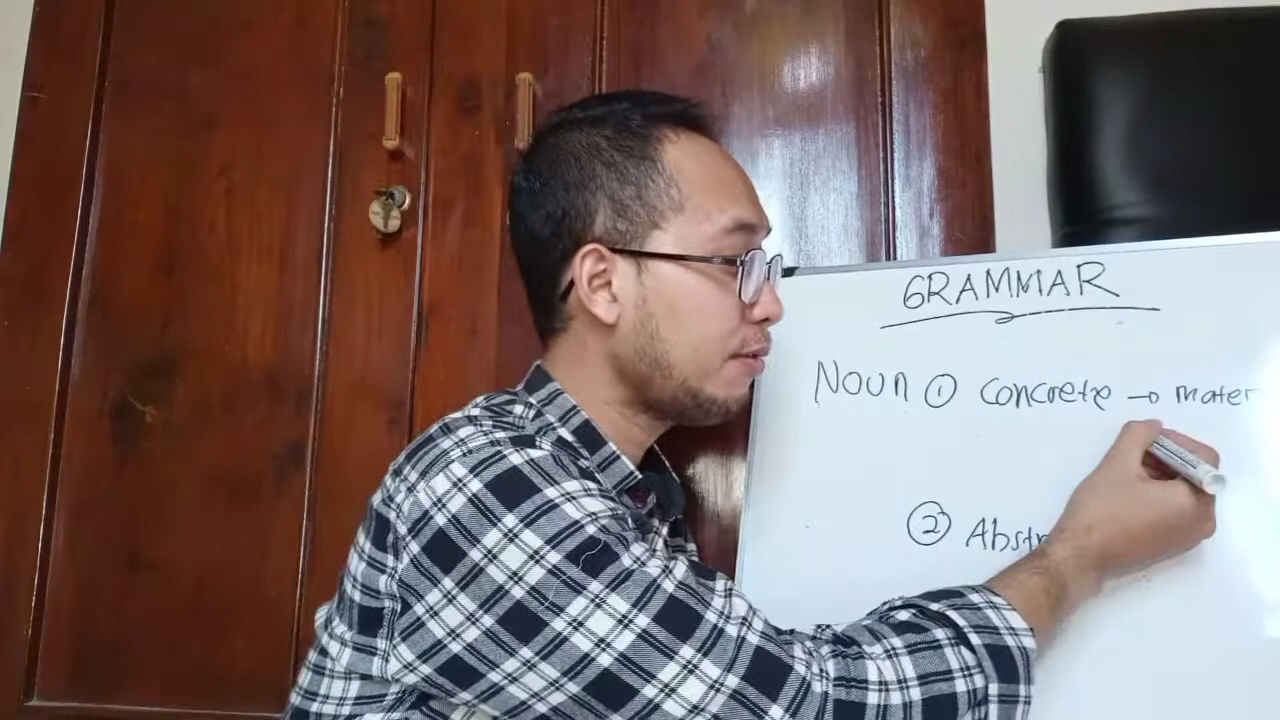 GRAMMAR
Noun ① concrete → mater
② Abstr